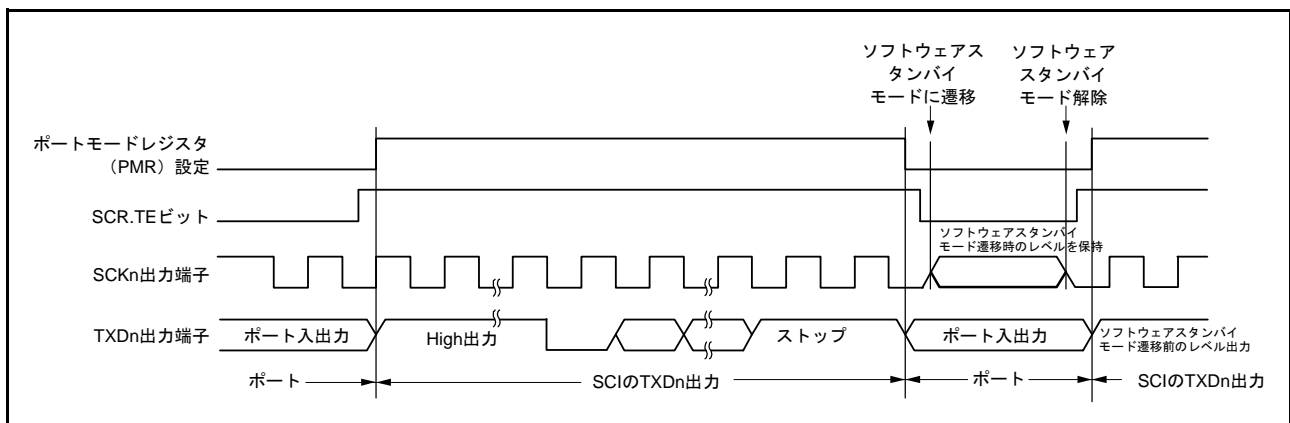 ソフトウェアス
タンバイ
モードに遷移
ソフトウェア
スタンバイ
モード解除
ポートモードレジスタ
（PMR）設定
SCR.TEビット
ソフトウェアスタンバイ
モード遷移時のレベルを保持
SCKn出力端子
TXDn出力端子
ポート入出力
High出力
ストップ
ポート入出力
ソフトウェアスタンバイ
モード遷移前のレベル出力
ポート
SCIのTXDn出力
ポート
SCIのTXDn出力